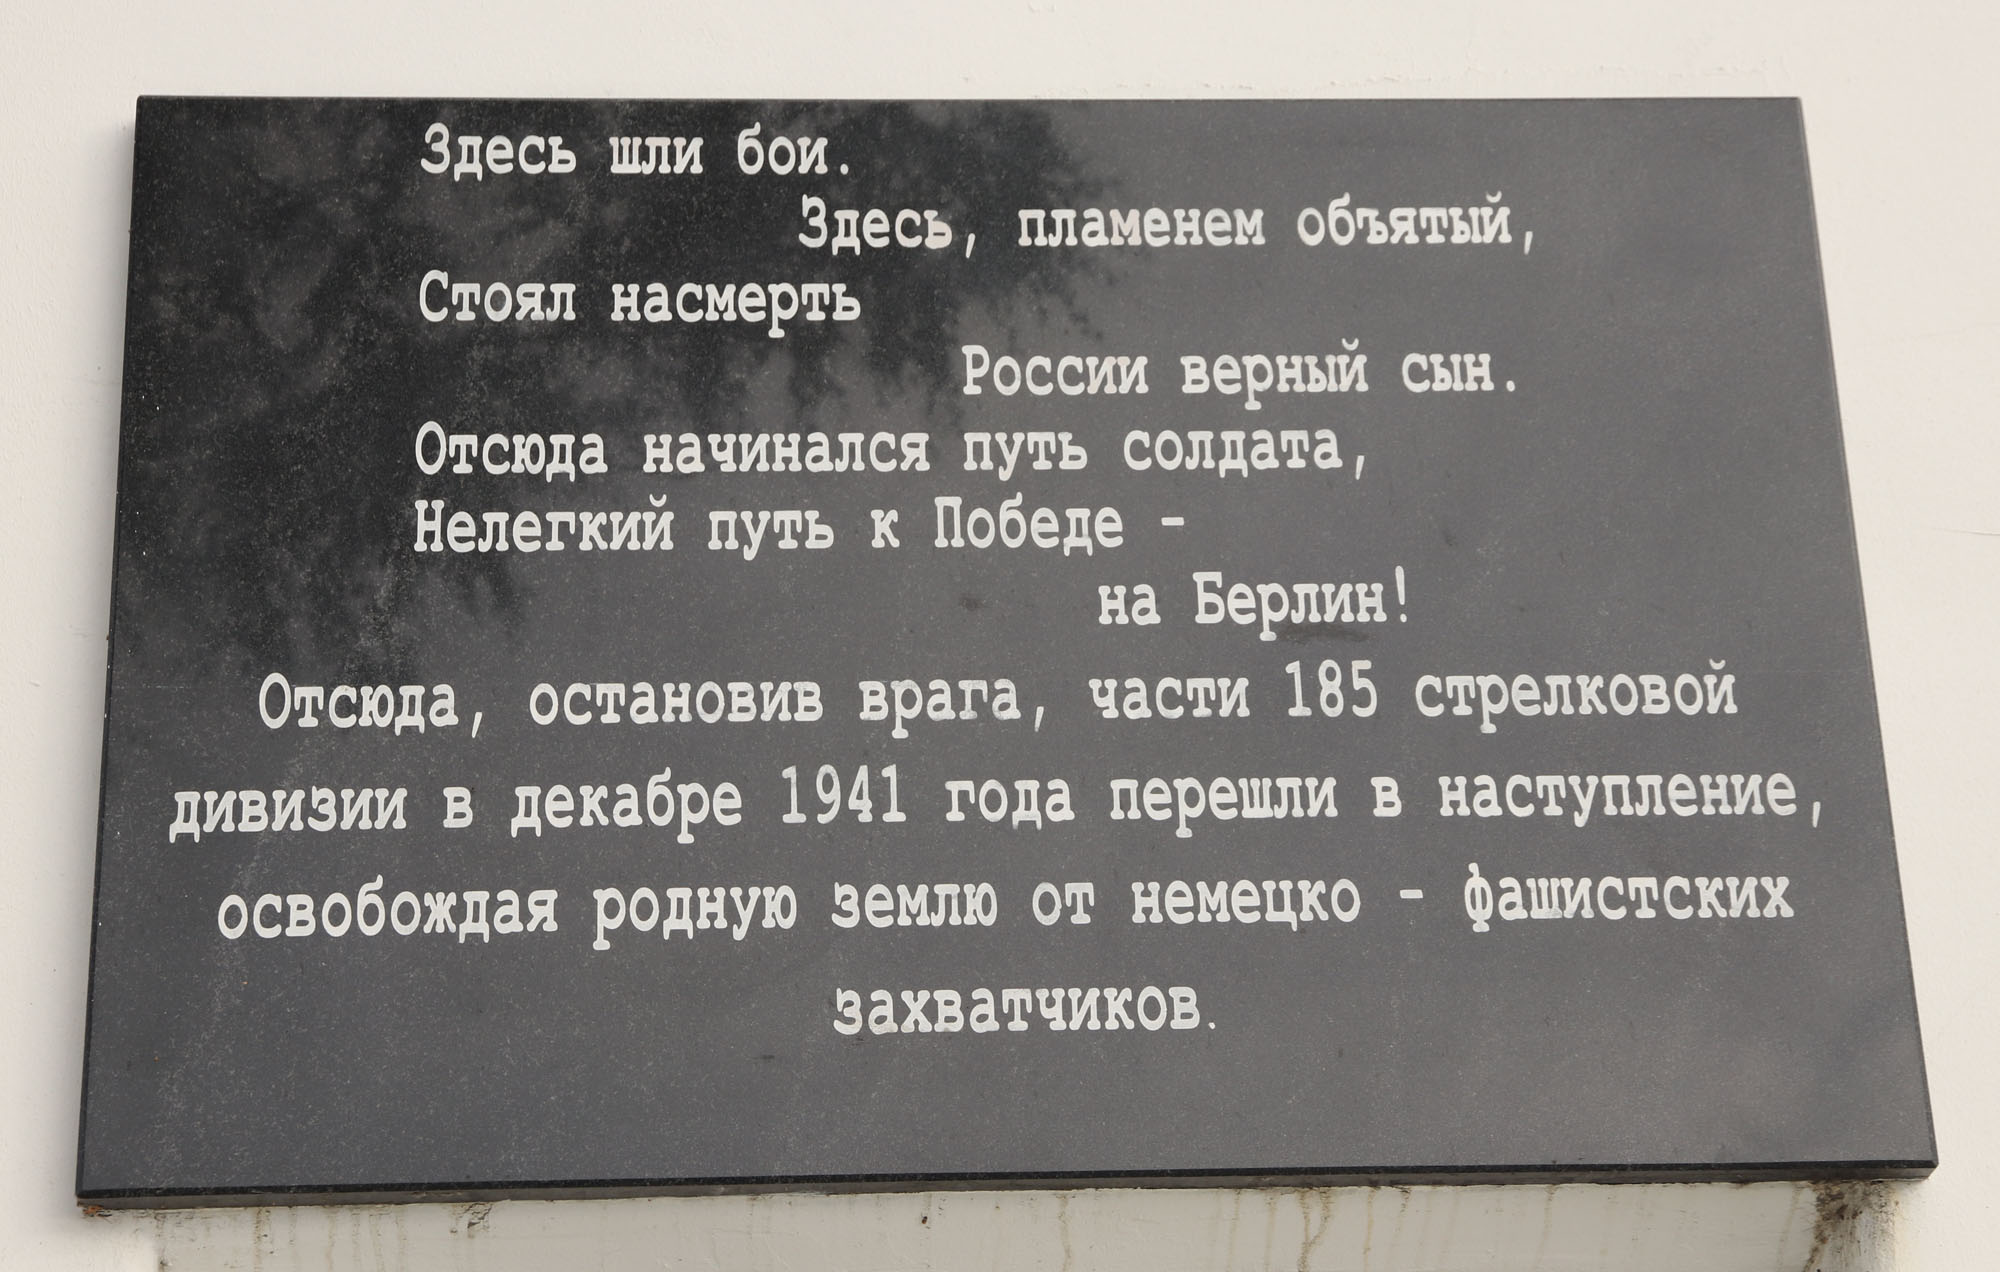 Здесь шли бои.
Здесь, пламенем объятый,
Стоял насмерть
России верный сын.
Отсюда начинался путь солдата,
Нелегкий путь к Победе -
на Берлин!
Отсюда, остановив врага, части 185 стрелковой
дивизии в декабре 1941 года перешли в наступление,
освобождая родную землю от немецко - фашистских
захватчиков.